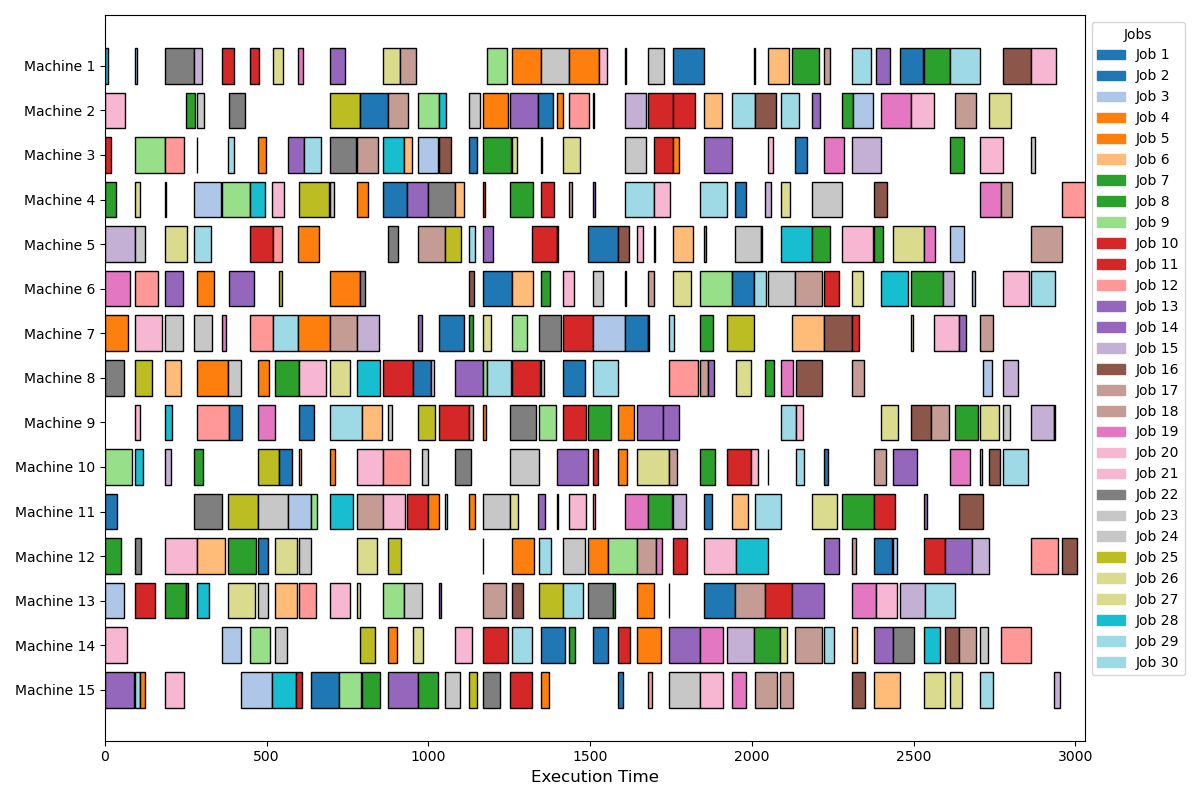 Machine 1
Machine 2
Machine 3
Machine 4
Machine 5
Machine 6
Machine 7
Machine 8
Machine 9
Machine 10
Machine 11
Machine 12
Machine 13
Machine 14
Machine 15
0 500 1000 1500 2000 2500 3000
Execution Time
Jobs
Job 1
Job 2
Job 3
Job 4
Job 5
Job 6
Job 7
Job 8
Job 9
Job 10
Job 11
Job 12
Job 13
Job 14
Job 15
Job 16
Job 17
Job 18
Job 19
Job 20
Job 21
Job 22
Job 23
Job 24
Job 25
Job 26
Job 27
Job 28
Job 29
Job 30